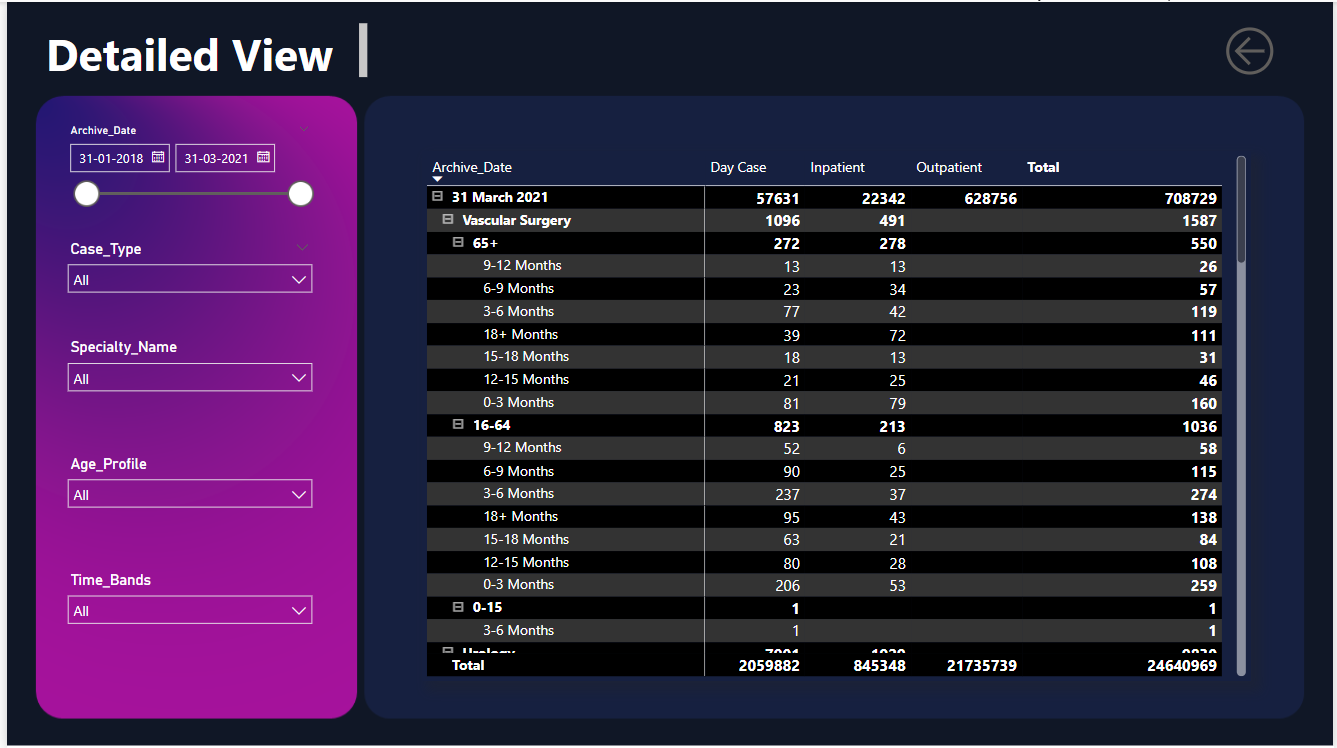 Detailed View
Archive_Date
31-01-2018 31-03-2021
Case_Type
All
Specialty_Name
All
Age_Profile
All
Time_Bands
All
Archive_Date Day Case Inpatient Outpatient Total
31 March 2021 57631 22342 628756 708729
Vascular Surgery 1096 491 1587
65+ 272 278 550
9-12 Months 13 13 26
6-9 Months 23 34 57
3-6 Months 77 42 119
18+ Months 39 72 111
15-18 Months 18 13 31
12-15 Months 21 25 46
0-3 Months 81 79 160
16-64 823 213 1036
9-12 Months 52 6 58
6-9 Months 90 25 115
3-6 Months 237 37 274
18+ Months 95 43 138
15-18 Months 63 21 84
12-15 Months 80 28 108
0-3 Months 206 53 259
0-15 1 1
3-6 Months 1 1
Urology
Total 2059882 845348 21735739 24640969